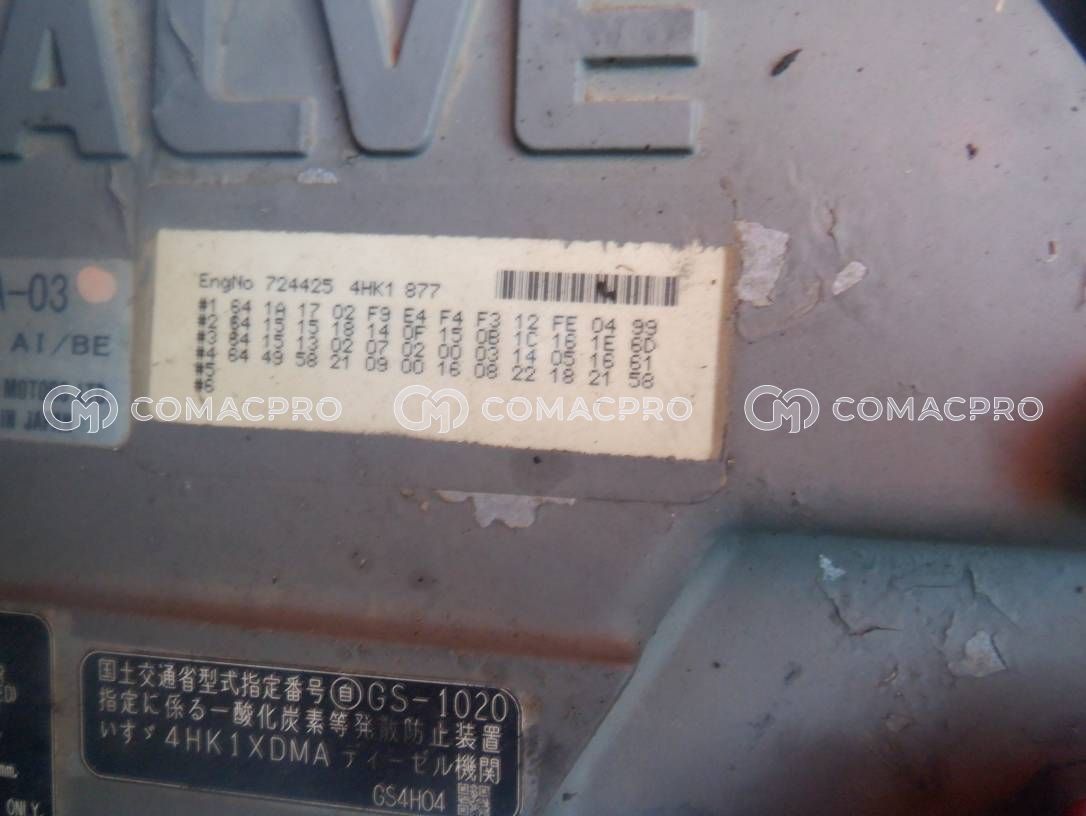 ALVE
A-03
AI/BE
IN JAPAN
EngNo 724425 4HK1 877
#1 64 1A 17 02 F9 E4 F4 F3 12 FE 04 99
#2 64 15 15 18 14 0F 15 0B 1C 16 1E 6D
#3 64 15 13 02 07 02 00 03 14 05 16 61
#4 64 49 58 21 09 00 16 08 22 18 21 58
#5
#6
COMACPRO COMACPRO COMACPRO
国土交通省型式指定番号 自 GS-1020
指定に係る一酸化炭素等発散防止装置
いすゞ 4HK1XDMA ディーゼル機関
GS4H04
mm.
ONLY.